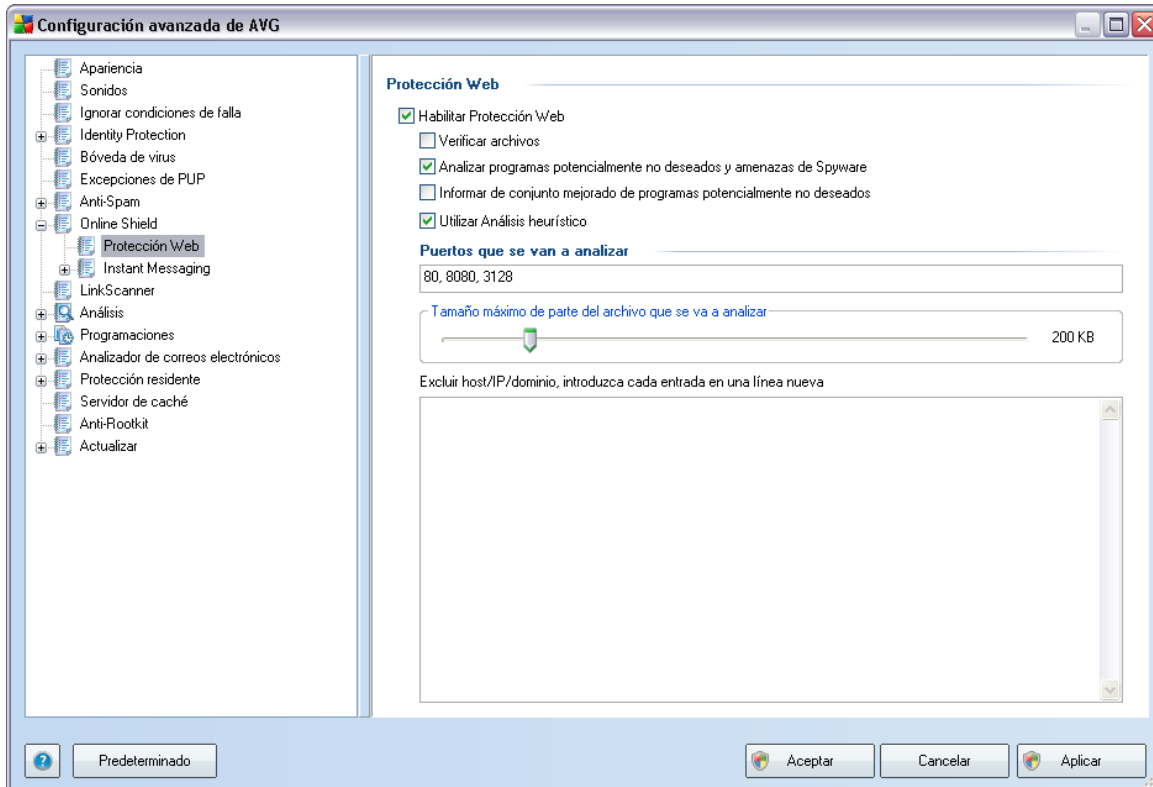 Configuración avanzada de AVG
Apariencia
Sonidos
Ignorar condiciones de falla
Identity Protection
Bóveda de virus
Excepciones de PUP
Anti-Spam
Online Shield
Protección Web
Instant Messaging
LinkScanner
Análisis
Programaciones
Analizador de correos electrónicos
Protección residente
Servidor de caché
Anti-Rootkit
Actualizar
Protección Web
Habilitar Protección Web
Verificar archivos
Analizar programas potencialmente no deseados y amenazas de Spyware
Informar de conjunto mejorado de programas potencialmente no deseados
Utilizar Análisis heurístico
Puertos que se van a analizar
80, 8080, 3128
Tamaño máximo de parte del archivo que se va a analizar
200 KB
Excluir host/IP/dominio, introduzca cada entrada en una línea nueva
Predeterminado
Aceptar
Cancelar
Aplicar